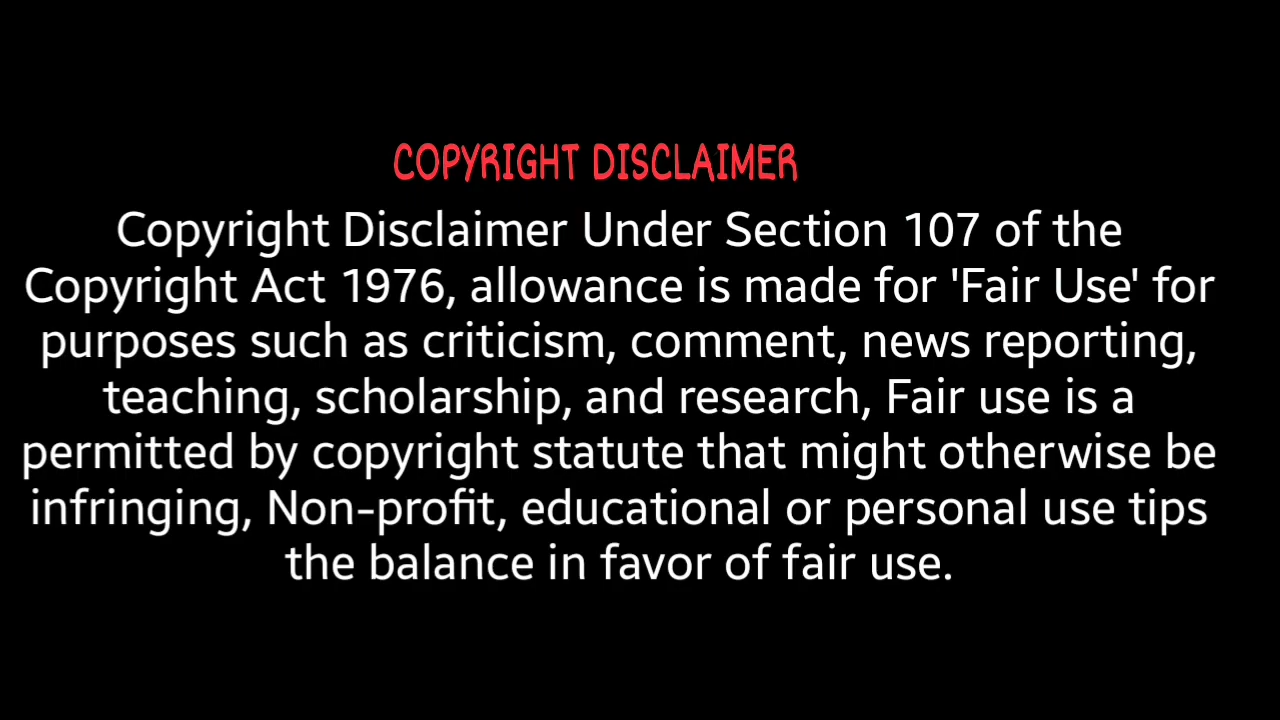 COPYRIGHT DISCLAIMER
Copyright Disclaimer Under Section 107 of the
Copyright Act 1976, allowance is made for 'Fair Use' for
purposes such as criticism, comment, news reporting,
teaching, scholarship, and research, Fair use is a
permitted by copyright statute that might otherwise be
infringing, Non-profit, educational or personal use tips
the balance in favor of fair use.